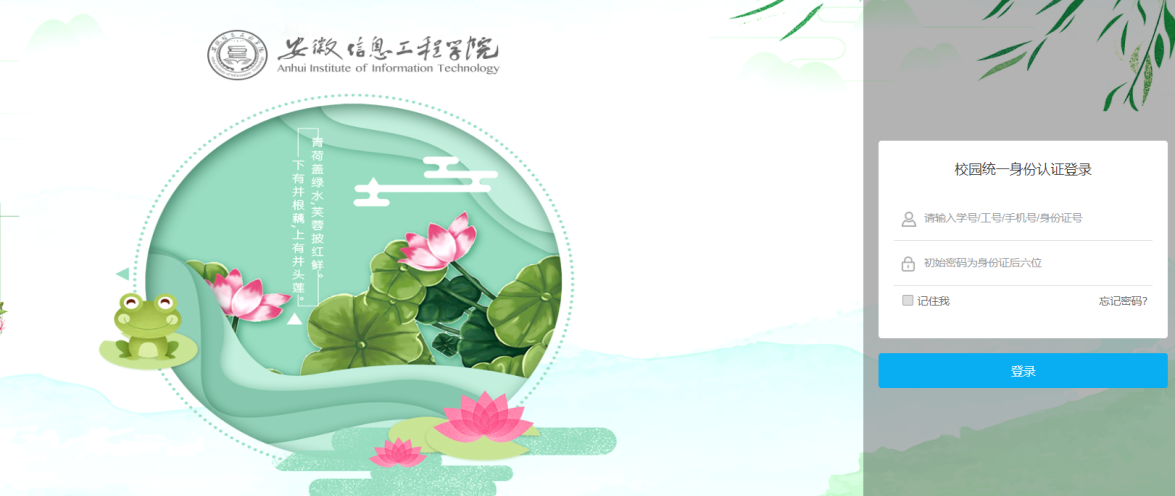 安徽信息工程学院
Anhui Institute of Information Technology
青荷盖绿水,芙蓉披红鲜。
下有并根藕,上有并头莲。
校园统一身份认证登录
请输入学号/工号/手机号/身份证号
初始密码为身份证后六位
记住我
忘记密码?
登录